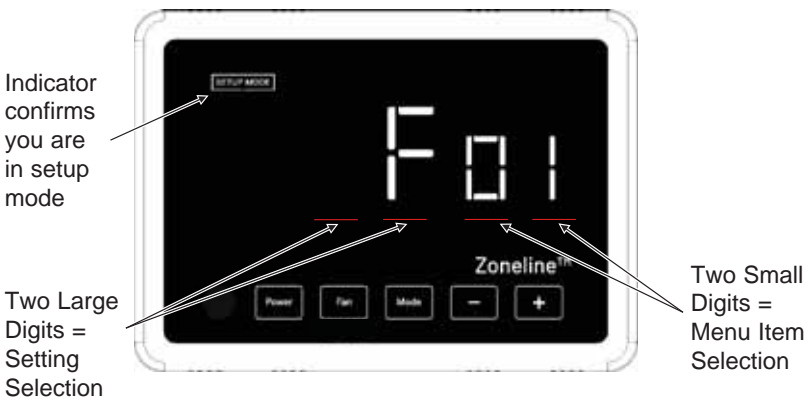 Indicator
confirms
you are
in setup
mode
SETUP MODE
F01
Zoneline™
Power Fan Mode − +
Two Large
Digits =
Setting
Selection
Two Small
Digits =
Menu Item
Selection